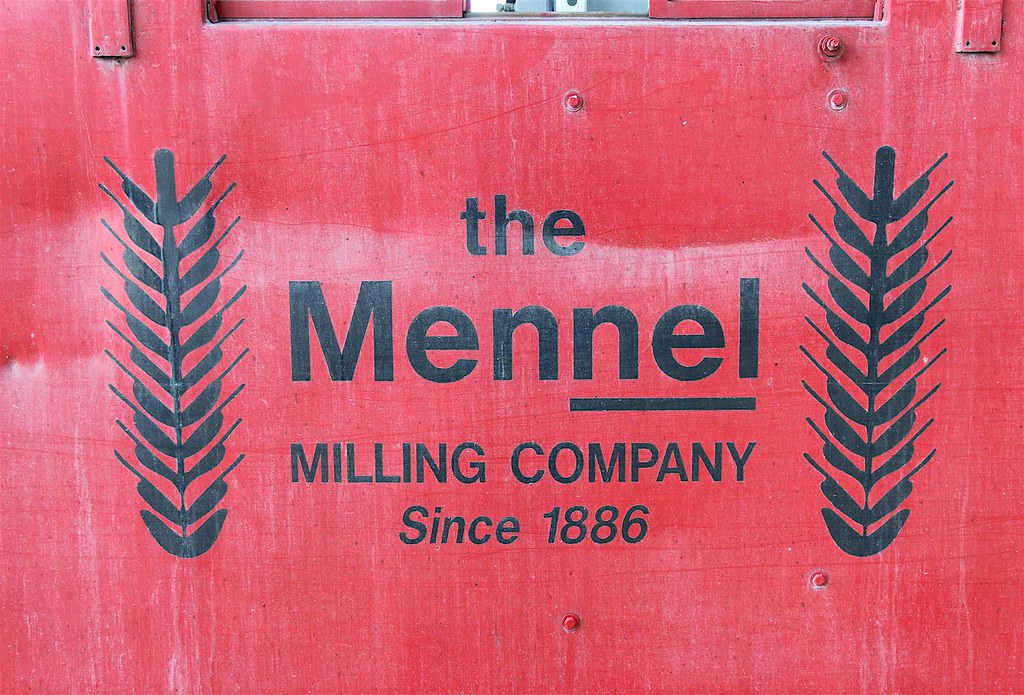 the
Mennel
MILLING COMPANY
Since 1886